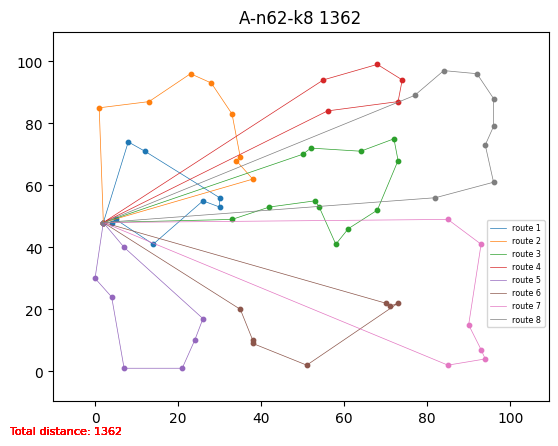 A-n62-k8 1362
100
80
60
40
20
0
0 20 40 60 80 100
route 1
route 2
route 3
route 4
route 5
route 6
route 7
route 8
Total distance: 1362